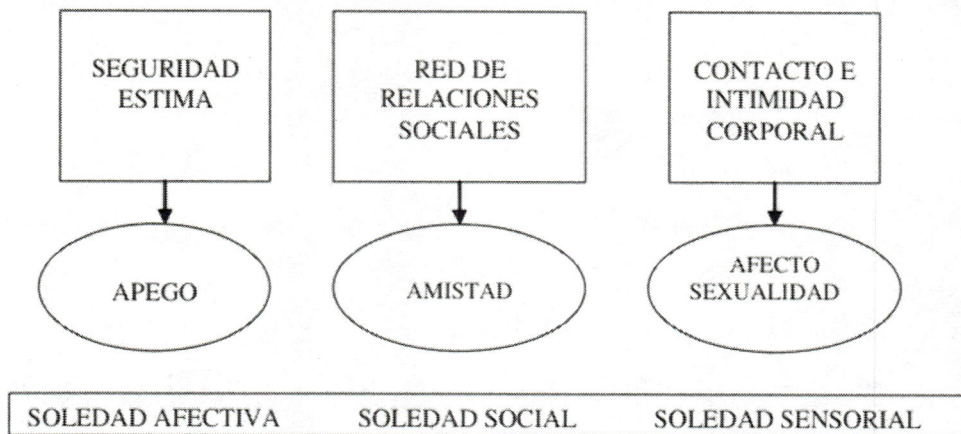 SEGURIDAD
ESTIMA
RED DE
RELACIONES
SOCIALES
CONTACTO E
INTIMIDAD
CORPORAL
APEGO
AMISTAD
AFECTO
SEXUALIDAD
SOLEDAD AFECTIVA
SOLEDAD SOCIAL
SOLEDAD SENSORIAL